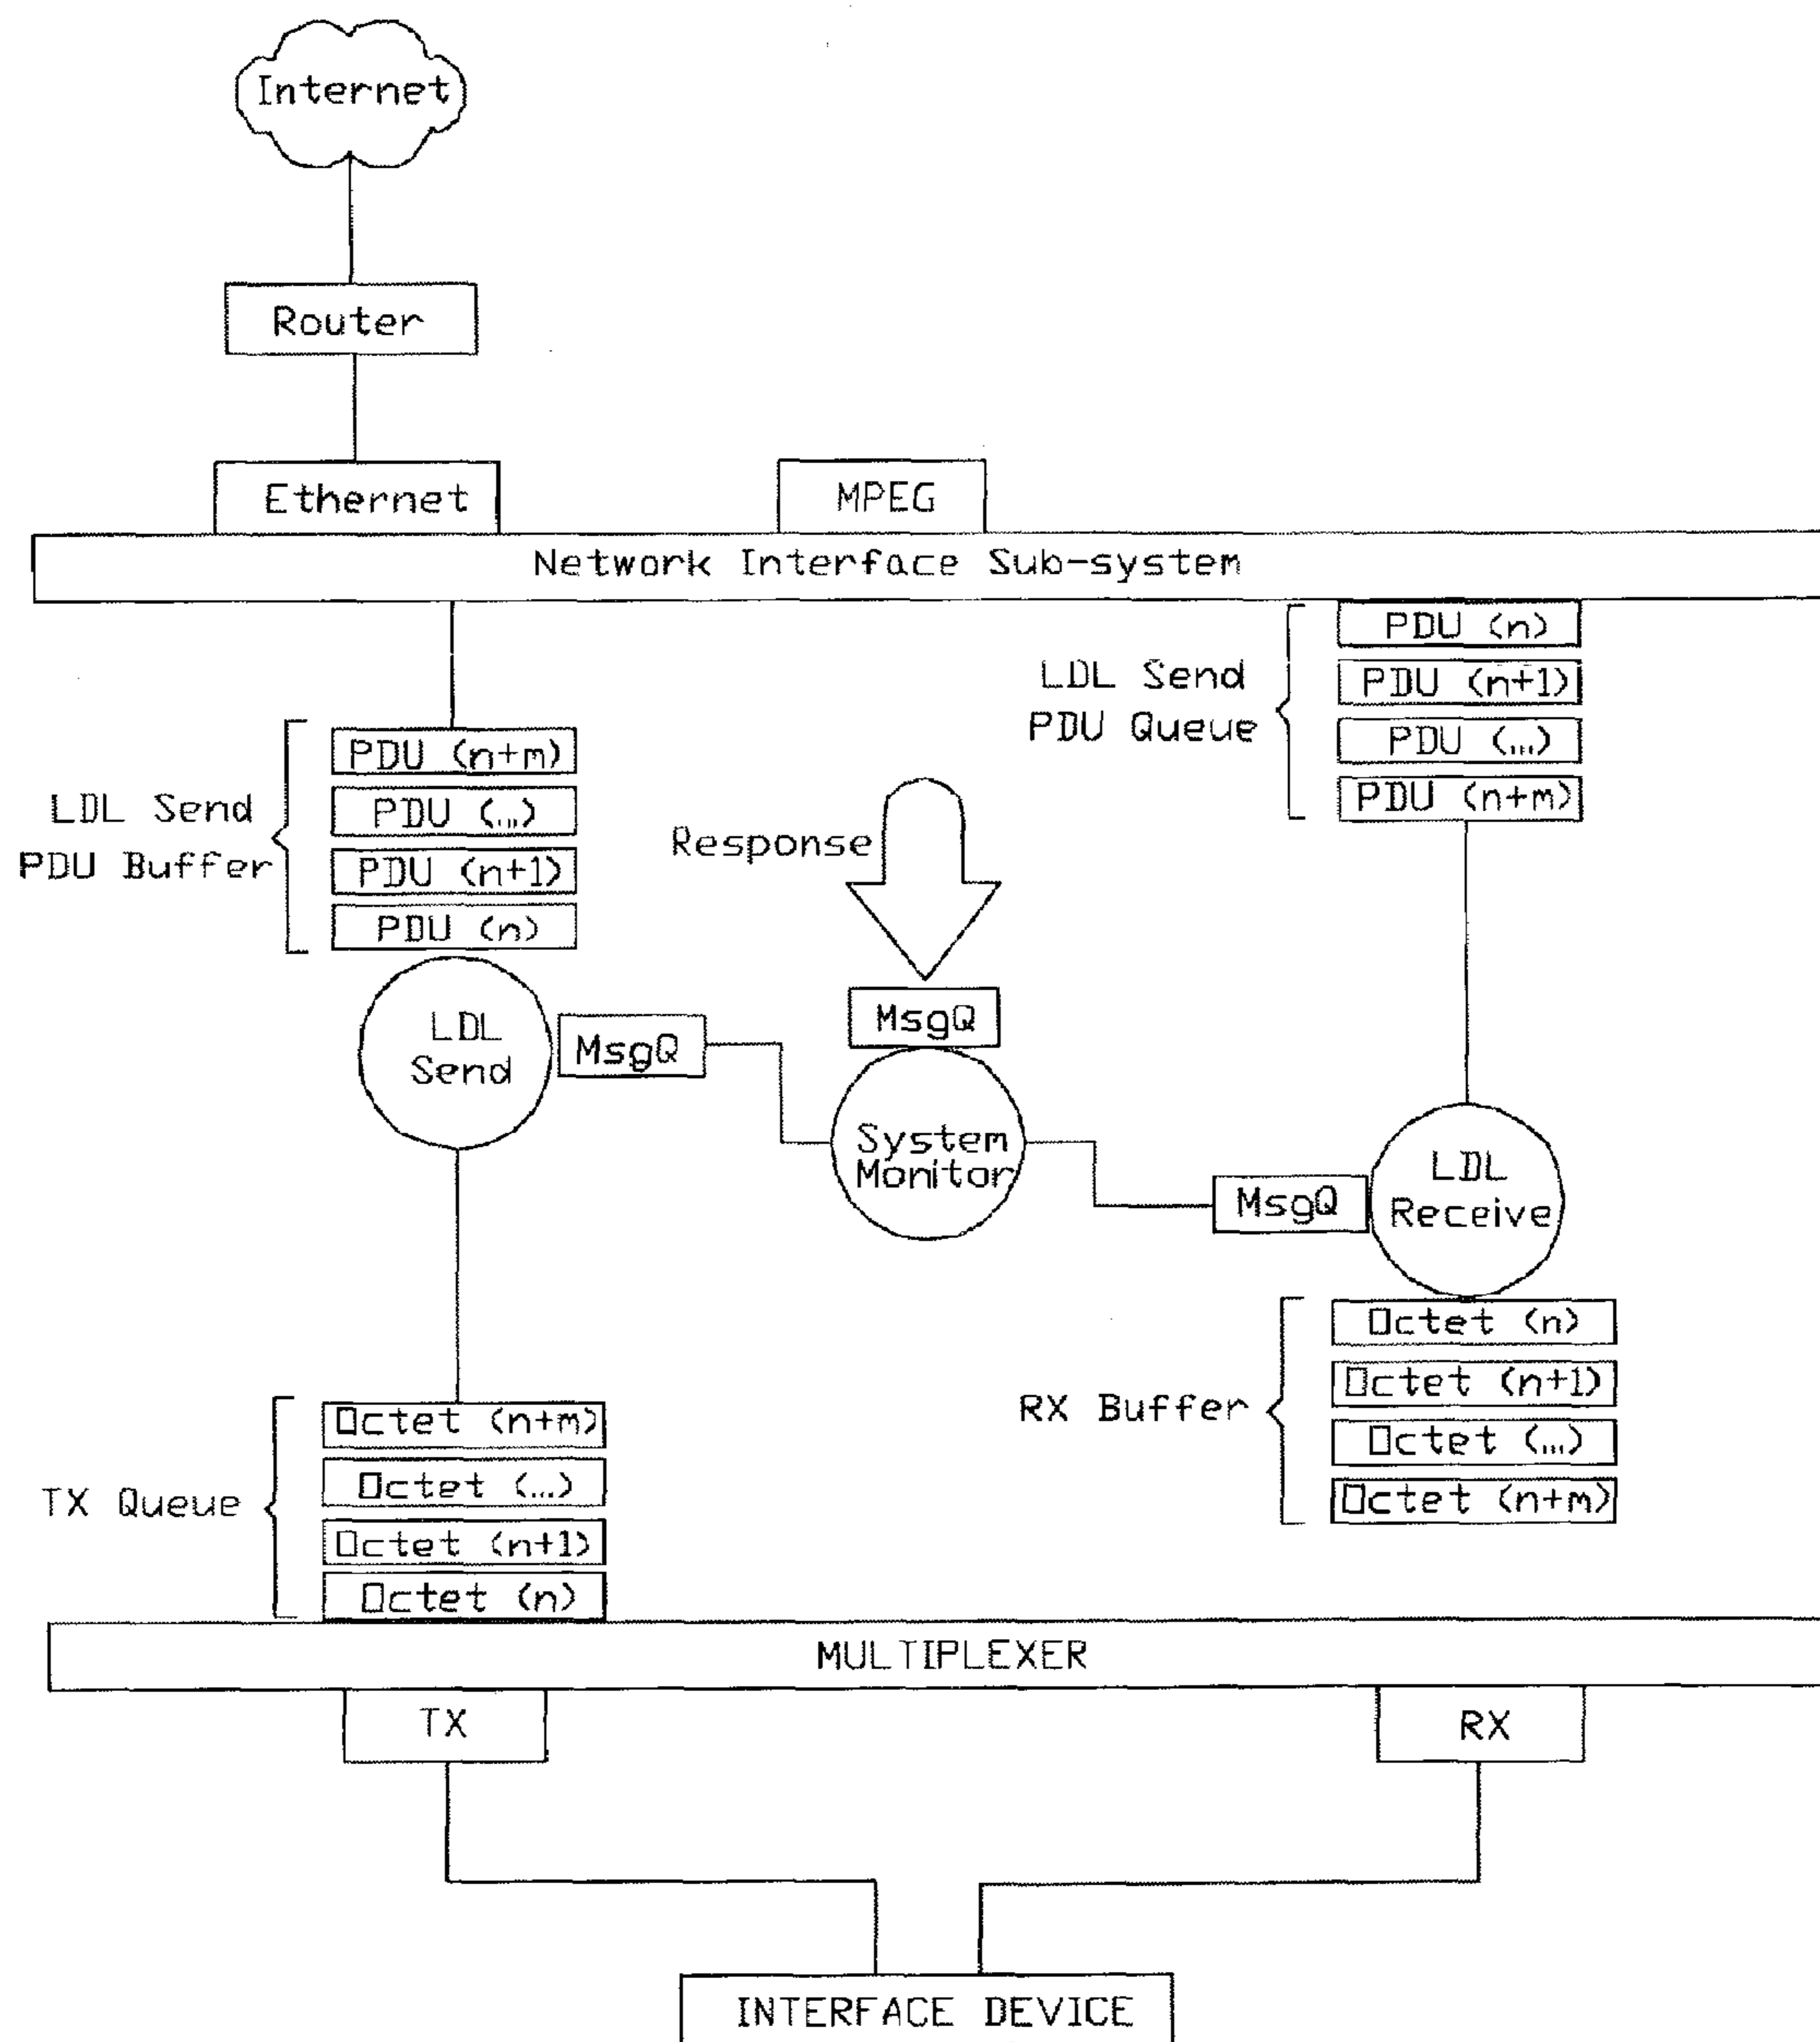 Internet
Router
Ethernet
MPEG
Network Interface Sub-system
LDL Send
PDU Buffer
PDU (n+m)
PDU (...)
PDU (n+1)
PDU (n)
LDL Send
PDU Queue
PDU (n)
PDU (n+1)
PDU (...)
PDU (n+m)
Response
LDL
Send
MsgQ
MsgQ
System
Monitor
MsgQ
LDL
Receive
TX Queue
Octet (n+m)
Octet (...)
Octet (n+1)
Octet (n)
RX Buffer
Octet (n)
Octet (n+1)
Octet (...)
Octet (n+m)
MULTIPLEXER
TX
RX
INTERFACE DEVICE